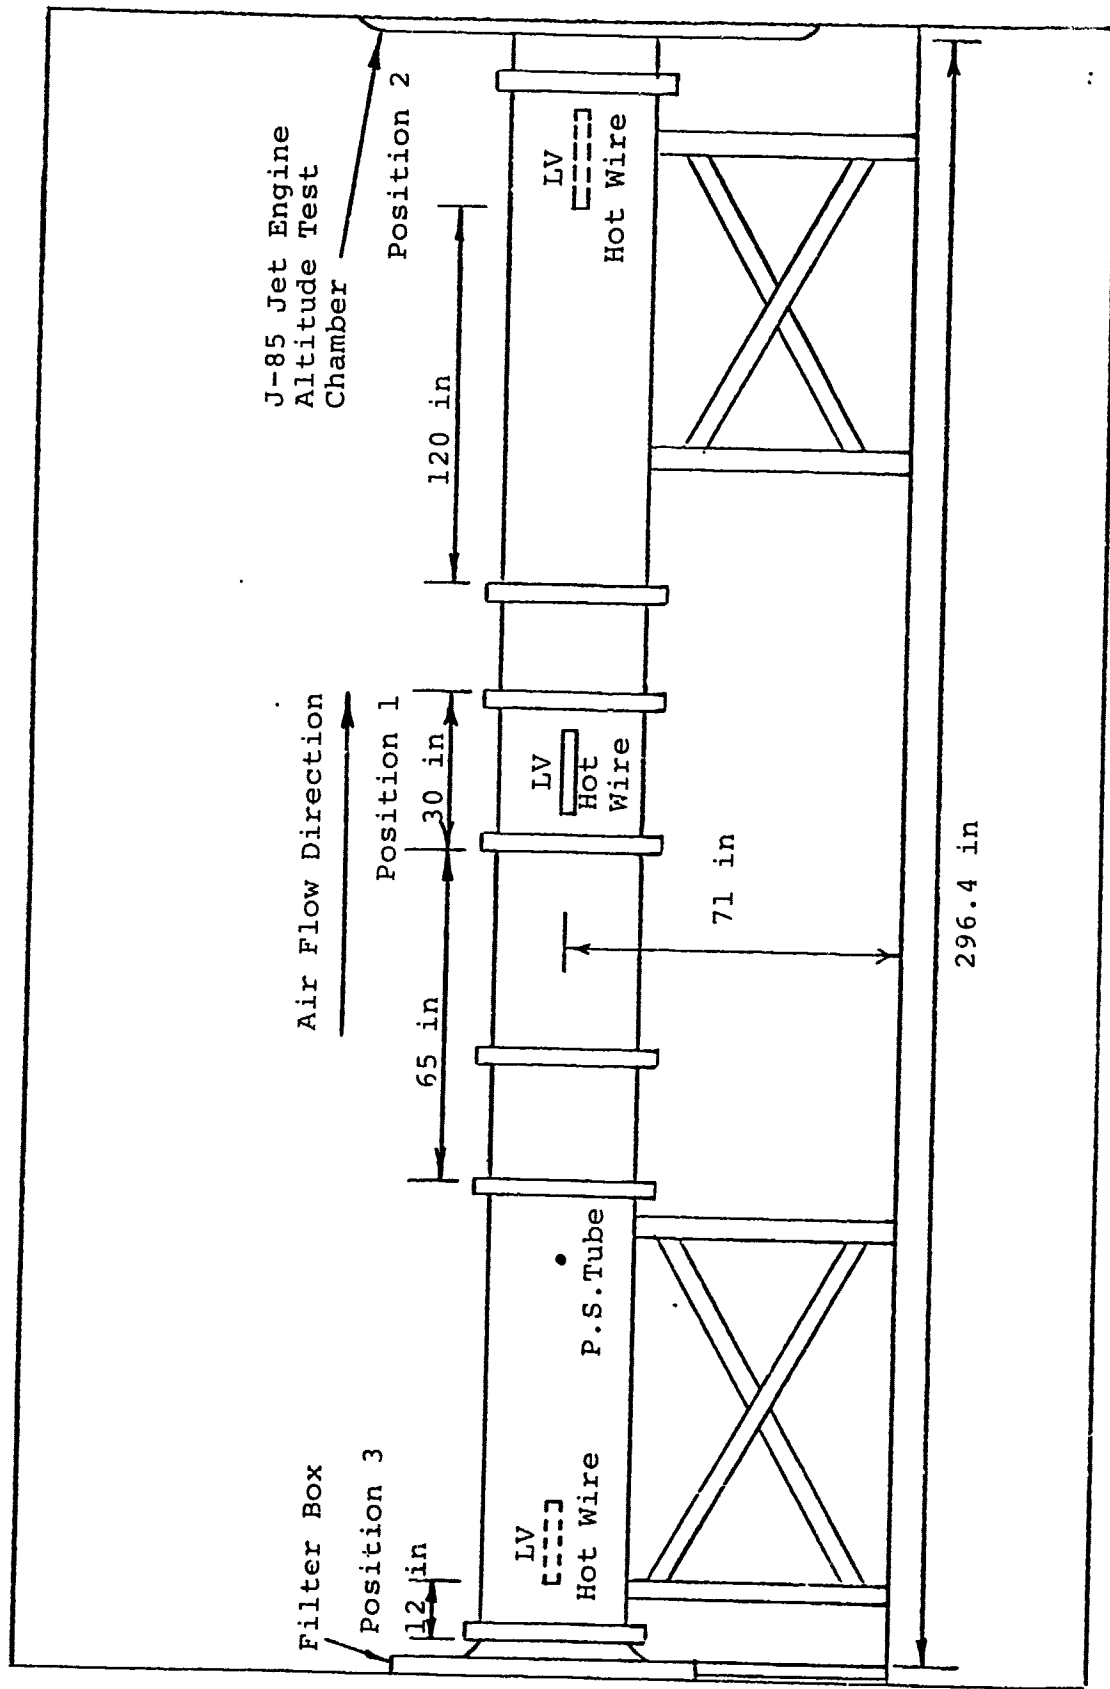 J-85 Jet Engine
Altitude Test
Chamber
Position 2
LV
Hot Wire
120 in
Air Flow Direction
Position 1
30 in
LV
Hot
Wire
65 in
71 in
296.4 in
P.S.Tube
Filter Box
Position 3
12 in
LV
Hot Wire